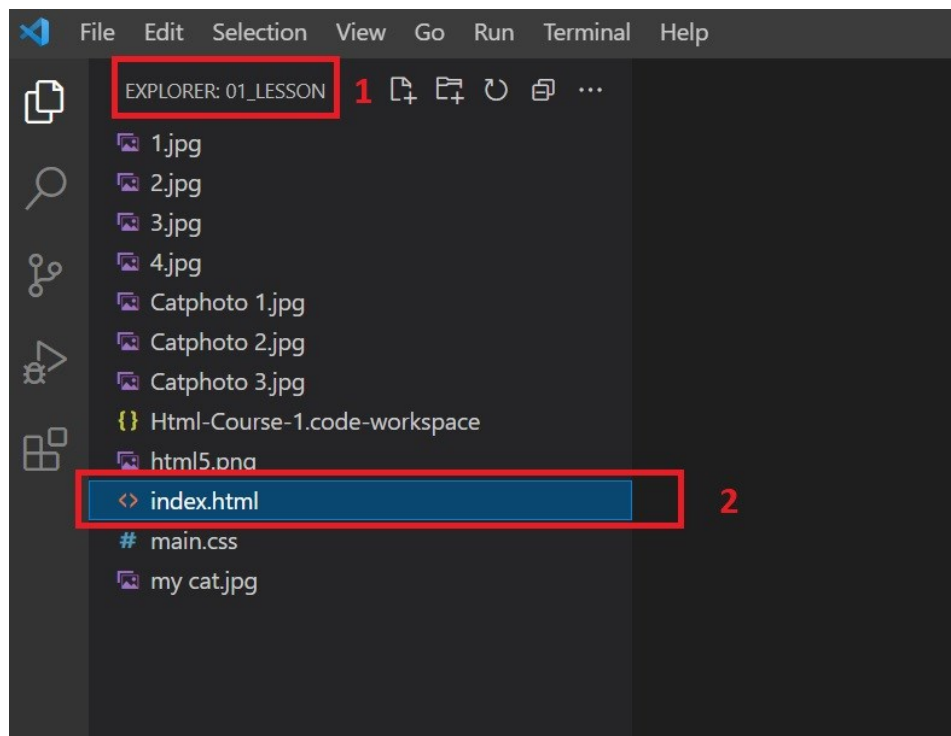 File Edit Selection View Go Run Terminal Help
EXPLORER: 01_LESSON 1
1.jpg
2.jpg
3.jpg
4.jpg
Catphoto 1.jpg
Catphoto 2.jpg
Catphoto 3.jpg
{} Html-Course-1.code-workspace
html5.png
<> index.html 2
# main.css
my cat.jpg